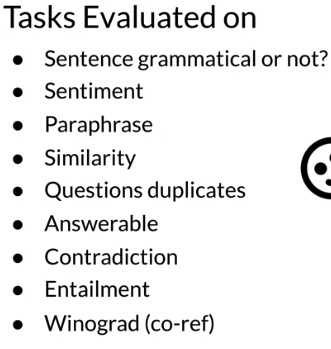 Tasks Evaluated on
● Sentence grammatical or not?
● Sentiment
● Paraphrase
● Similarity
● Questions duplicates
● Answerable
● Contradiction
● Entailment
● Winograd (co-ref)